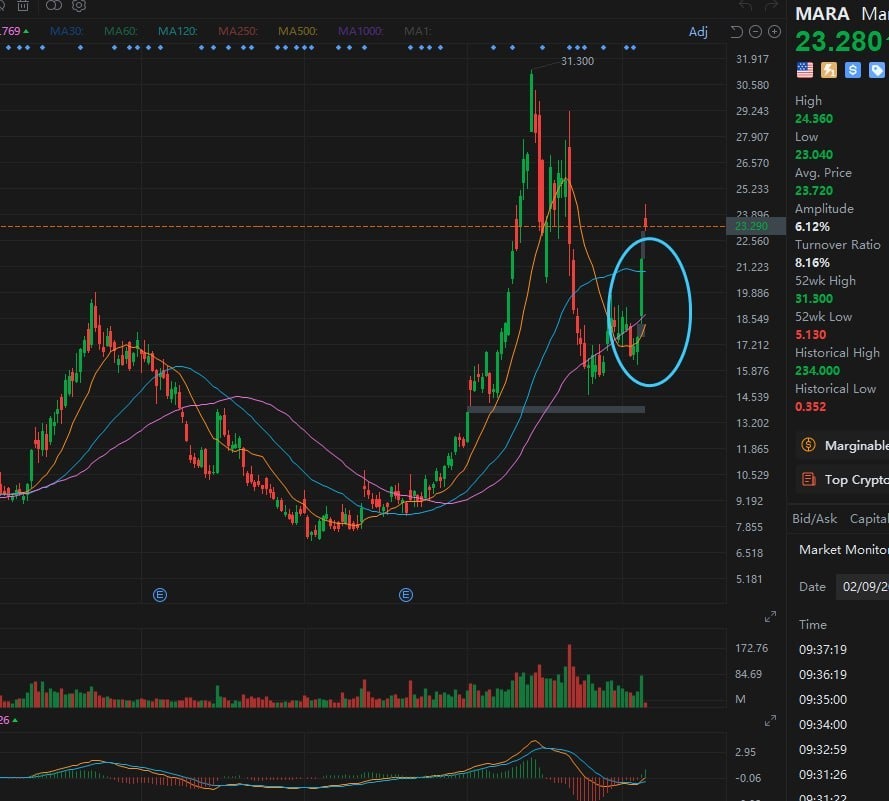 .769
MA30:
MA60:
MA120:
MA250:
MA500:
MA1000:
MA1:
Adj
31.300
31.917
30.580
29.243
27.907
26.570
25.233
23.896
23.290
22.560
21.223
19.886
18.549
17.212
15.876
14.539
13.202
11.865
10.529
9.192
7.855
6.518
5.181
E
E
172.76
84.69
M
26
2.95
-0.06
MARA
23.280
High
24.360
Low
23.040
Avg. Price
23.720
Amplitude
6.12%
Turnover Ratio
8.16%
52wk High
31.300
52wk Low
5.130
Historical High
234.000
Historical Low
0.352
Marginable
Top Crypto
Bid/Ask Capital
Market Monitor
Date 02/09/20
Time
09:37:19
09:36:19
09:35:00
09:34:00
09:32:59
09:31:26
09:31:22